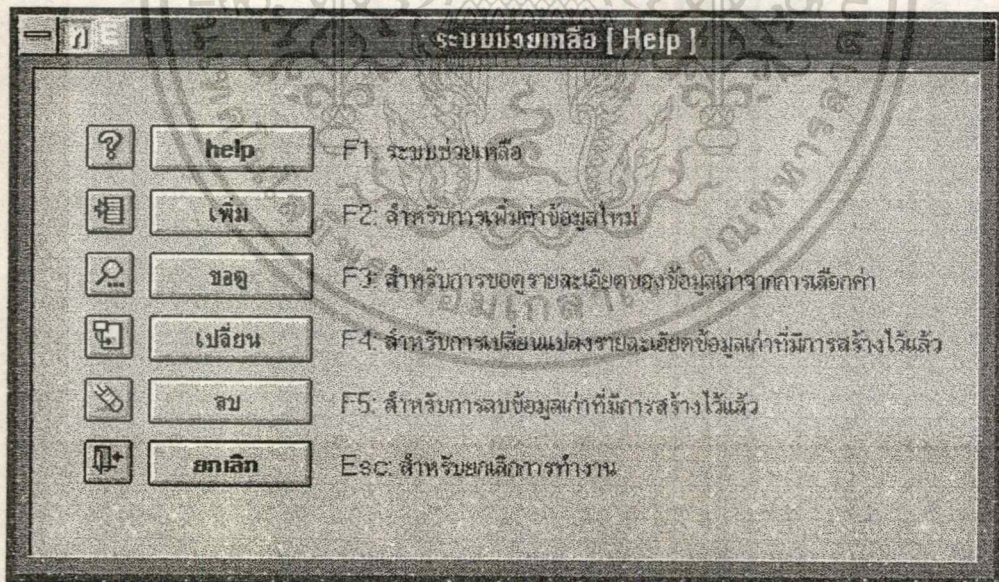 ก E ระบบช่วยเหลือ [ Help ]
help F1: ระบบช่วยเหลือ
เพิ่ม F2: สำหรับการเพิ่มค่าข้อมูลใหม่
ขอดู F3: สำหรับการขอดูรายละเอียดของข้อมูลเก่าจากการเลือกค่า
เปลี่ยน F4: สำหรับการเปลี่ยนแปลงรายละเอียดข้อมูลเก่าที่มีการสร้างไว้แล้ว
ลบ F5: สำหรับการลบข้อมูลเก่าที่มีการสร้างไว้แล้ว
ยกเลิก Esc: สำหรับยกเลิกการทำงาน